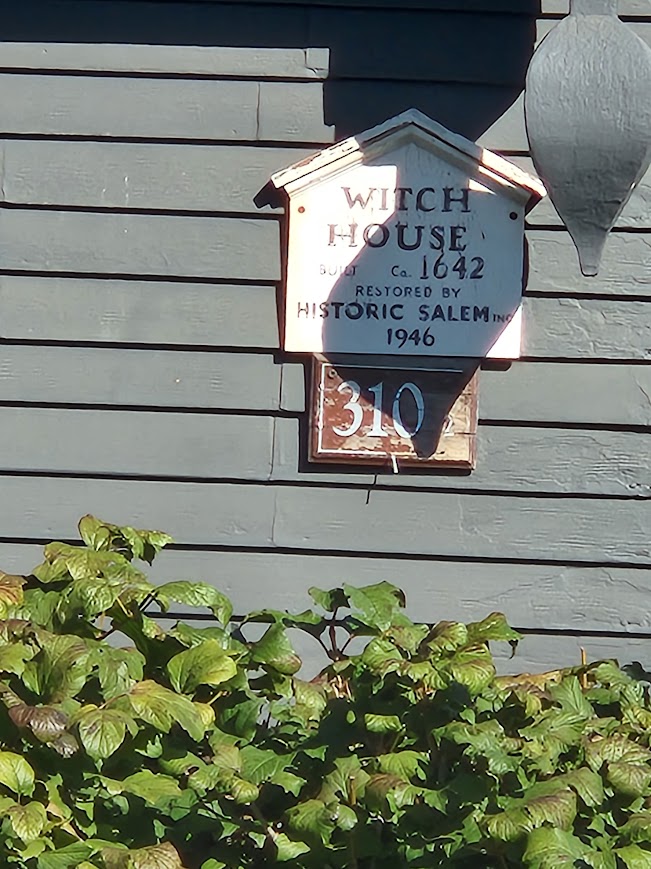 WITCH
HOUSE
BUILT Ca. 1642
RESTORED BY
HISTORIC SALEM INC
1946
310